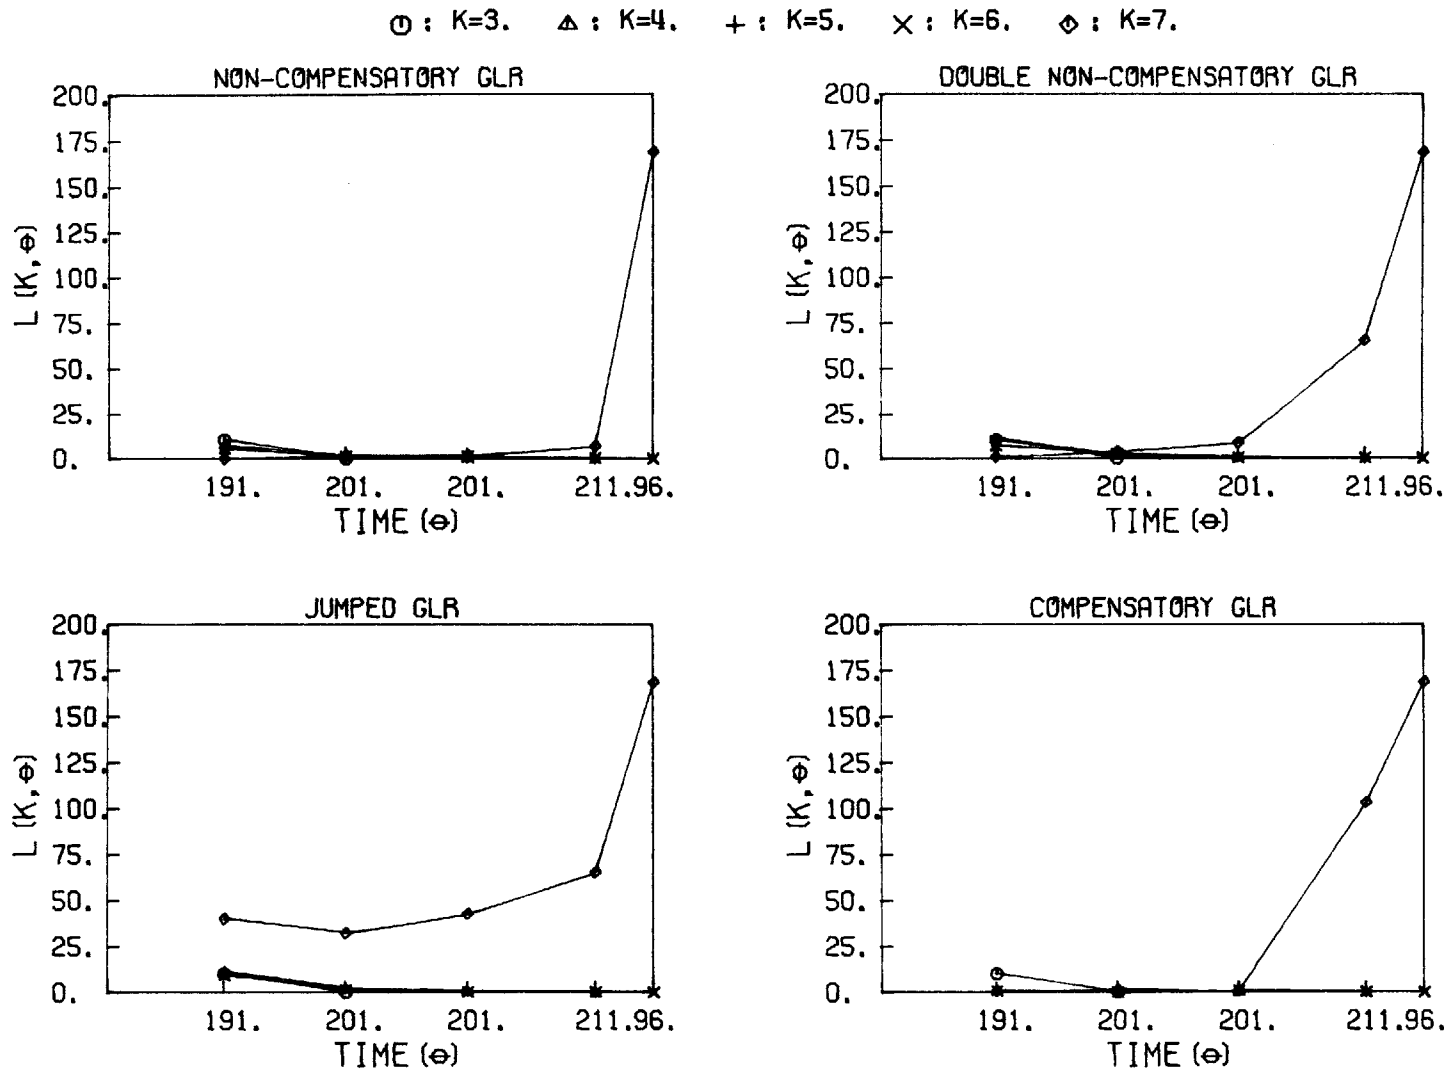 ⏀ : K=3. △ : K=4. + : K=5. × : K=6. ◇ : K=7.
NON-COMPENSATORY GLR
200.
175.
150.
125.
100.
75.
50.
25.
0.
L (K,Φ)
191. 201. 201. 211.96.
TIME (Θ)
DOUBLE NON-COMPENSATORY GLR
200.
175.
150.
125.
100.
75.
50.
25.
0.
L (K,Φ)
191. 201. 201. 211.96.
TIME (Θ)
JUMPED GLR
200.
175.
150.
125.
100.
75.
50.
25.
0.
L (K,Φ)
191. 201. 201. 211.96.
TIME (Θ)
COMPENSATORY GLR
200.
175.
150.
125.
100.
75.
50.
25.
0.
L (K,Φ)
191. 201. 201. 211.96.
TIME (Θ)